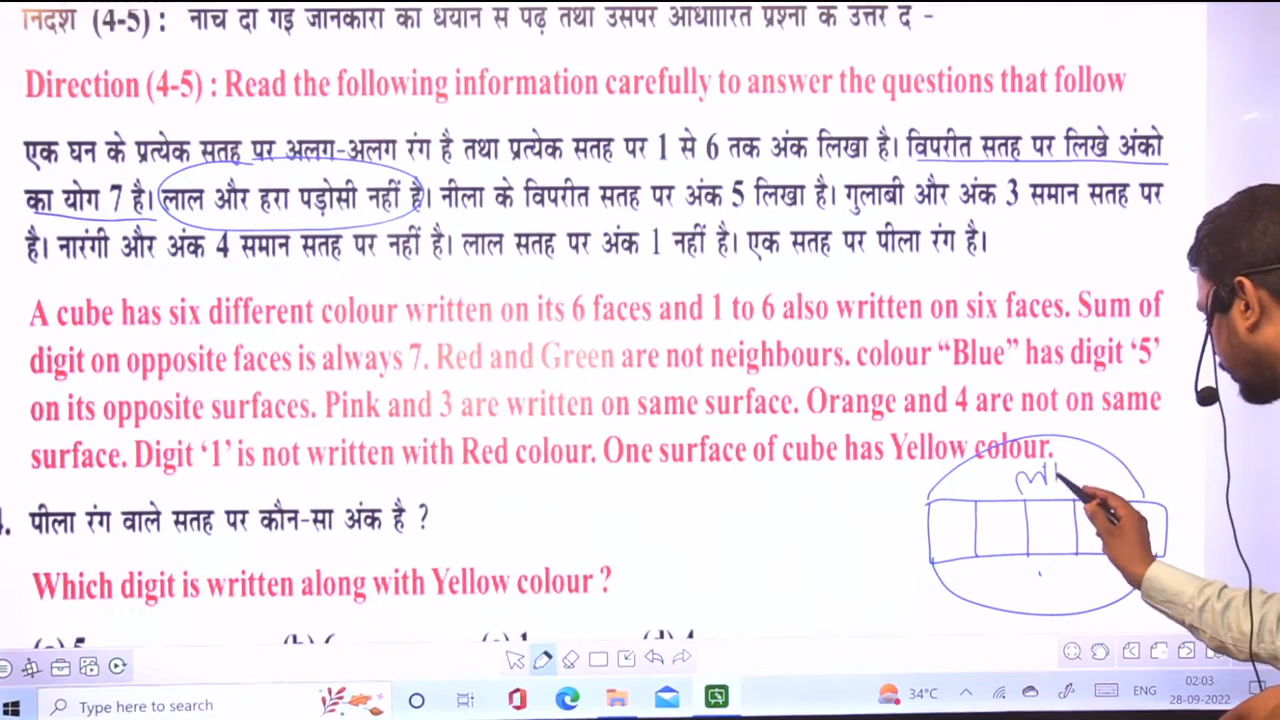 निर्देश (4-5) : नीचे दी गई जानकारी को ध्यान से पढ़ें तथा उसपर आधारित प्रश्नों के उत्तर दें -
Direction (4-5) : Read the following information carefully to answer the questions that follow
एक घन के प्रत्येक सतह पर अलग-अलग रंग है तथा प्रत्येक सतह पर 1 से 6 तक अंक लिखा है। विपरीत सतह पर लिखे अंको
का योग 7 है। लाल और हरा पड़ोसी नहीं है। नीला के विपरीत सतह पर अंक 5 लिखा है। गुलाबी और अंक 3 समान सतह पर
है। नारंगी और अंक 4 समान सतह पर नहीं है। लाल सतह पर अंक 1 नहीं है। एक सतह पर पीला रंग है।
A cube has six different colour written on its 6 faces and 1 to 6 also written on six faces. Sum of
digit on opposite faces is always 7. Red and Green are not neighbours. colour “Blue” has digit ‘5’
on its opposite surfaces. Pink and 3 are written on same surface. Orange and 4 are not on same
surface. Digit ‘1’ is not written with Red colour. One surface of cube has Yellow colour.
पीला रंग वाले सतह पर कौन-सा अंक है ?
Which digit is written along with Yellow colour ?
Type here to search
34°C
ENG
02:03
28-09-2022